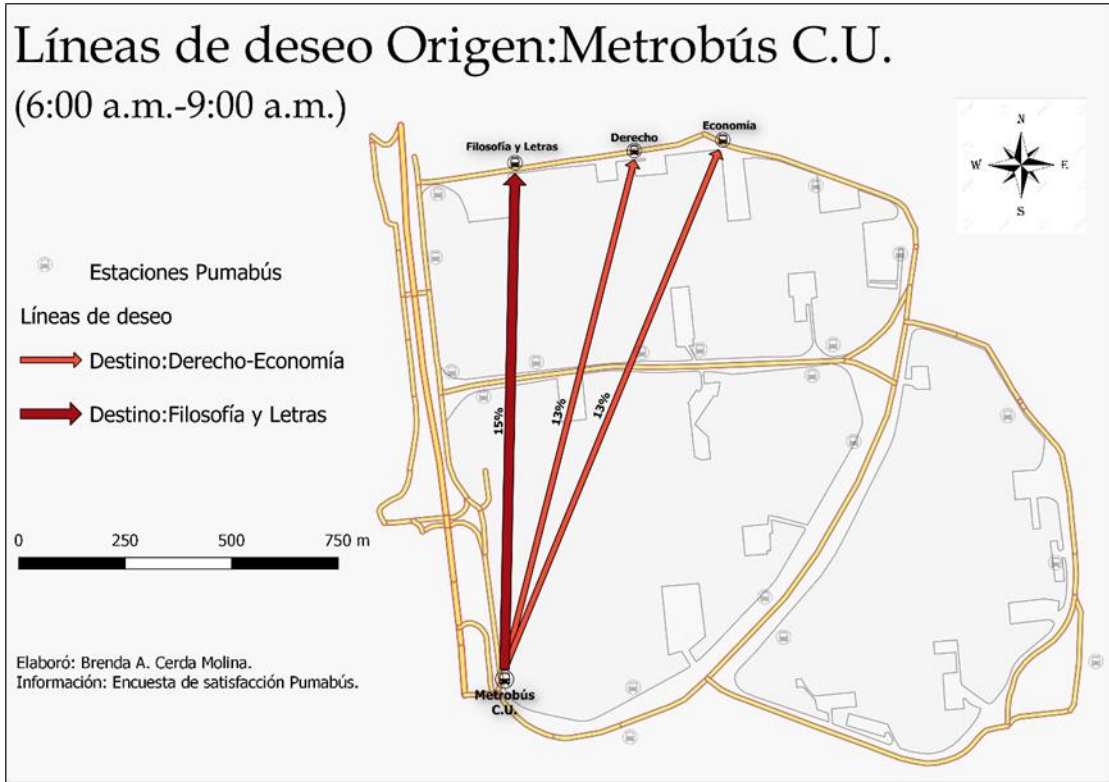 Líneas de deseo Origen:Metrobús C.U.
(6:00 a.m.-9:00 a.m.)
Filosofía y Letras
Derecho
Economía
N
W
E
S
Estaciones Pumabús
Líneas de deseo
Destino:Derecho-Economía
Destino:Filosofía y Letras
15%
13%
13%
0 250 500 750 m
Elaboró: Brenda A. Cerda Molina.
Información: Encuesta de satisfacción Pumabús.
Metrobús
C.U.